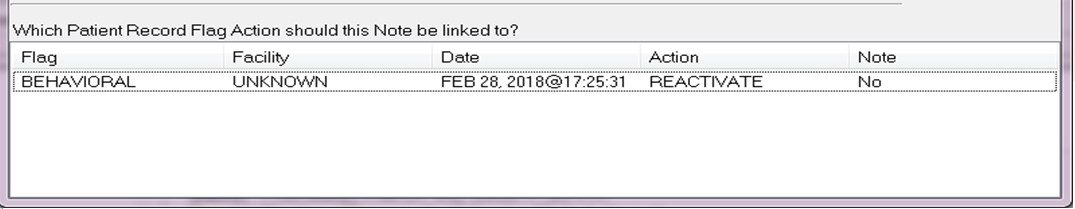 Which Patient Record Flag Action should this Note be linked to?
Flag Facility Date Action Note
BEHAVIORAL UNKNOWN FEB 28, 2018@17:25:31 REACTIVATE No